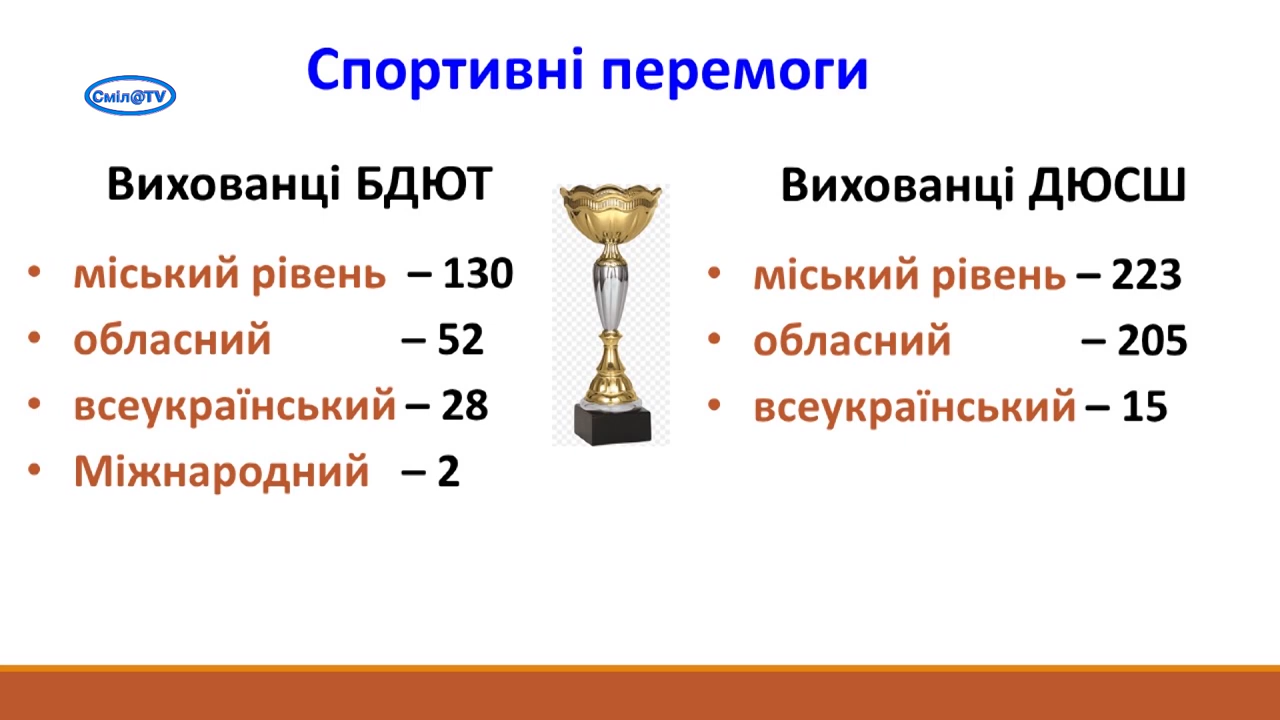 Спортивні перемоги
Сміл@TV
Вихованці БДЮТ
• міський рівень – 130
• обласний – 52
• всеукраїнський – 28
• Міжнародний – 2
Вихованці ДЮСШ
• міський рівень – 223
• обласний – 205
• всеукраїнський – 15